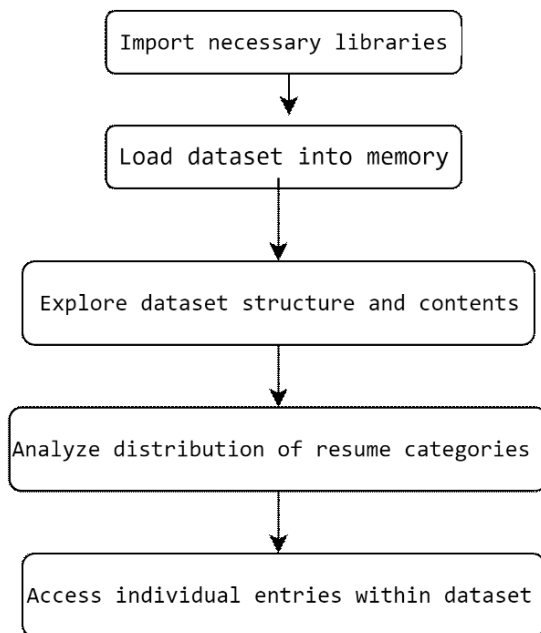 Import necessary libraries
Load dataset into memory
Explore dataset structure and contents
Analyze distribution of resume categories
Access individual entries within dataset